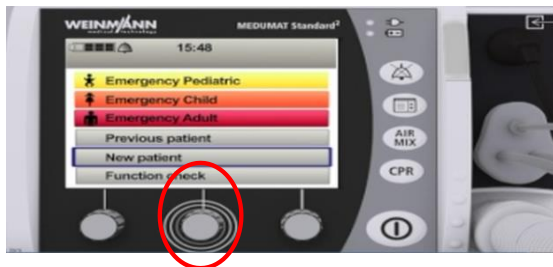 WEINMANN
medical technology
MEDUMAT Standard²
15:48
Emergency Pediatric
Emergency Child
Emergency Adult
Previous patient
New patient
Function check
AIR
MIX
CPR